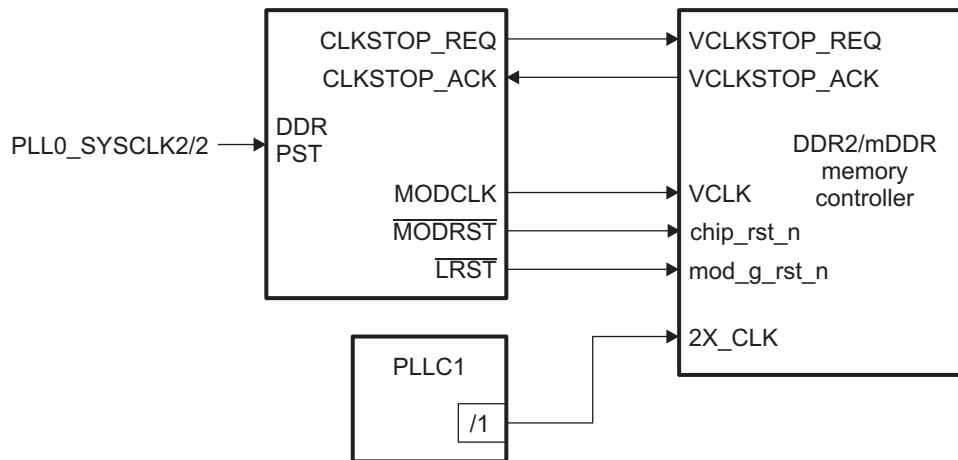 CLKSTOP_REQ
VCLKSTOP_REQ
CLKSTOP_ACK
VCLKSTOP_ACK
PLL0_SYSCLK2/2
DDR
PST
DDR2/mDDR
memory
controller
MODCLK
VCLK
MODRST
chip_rst_n
LRST
mod_g_rst_n
2X_CLK
PLLC1
/1